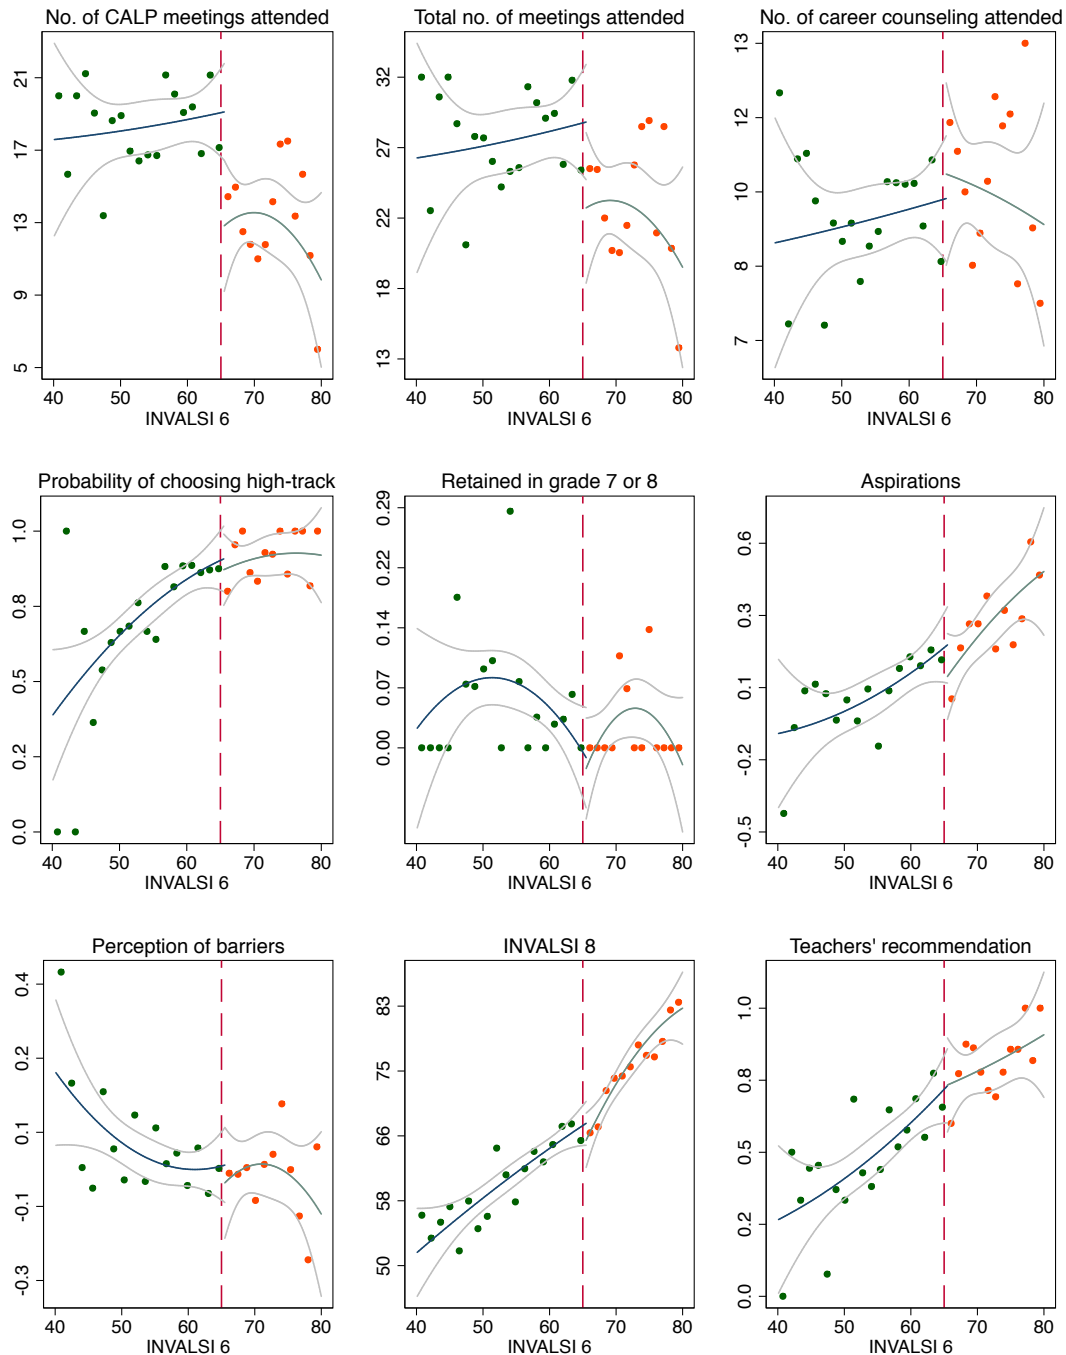 No. of CALP meetings attended
21
17
13
9
5
40 50 60 70 80
INVALSI 6
Total no. of meetings attended
32
27
22
18
13
40 50 60 70 80
INVALSI 6
No. of career counseling attended
13
12
10
8
7
40 50 60 70 80
INVALSI 6
Probability of choosing high-track
1.0
0.8
0.5
0.2
0.0
40 50 60 70 80
INVALSI 6
Retained in grade 7 or 8
0.29
0.22
0.14
0.07
0.00
40 50 60 70 80
INVALSI 6
Aspirations
0.6
0.3
0.1
-0.2
-0.5
40 50 60 70 80
INVALSI 6
Perception of barriers
0.4
0.2
0.1
-0.1
-0.3
40 50 60 70 80
INVALSI 6
INVALSI 8
83
75
66
58
50
40 50 60 70 80
INVALSI 6
Teachers' recommendation
1.0
0.8
0.5
0.2
0.0
40 50 60 70 80
INVALSI 6